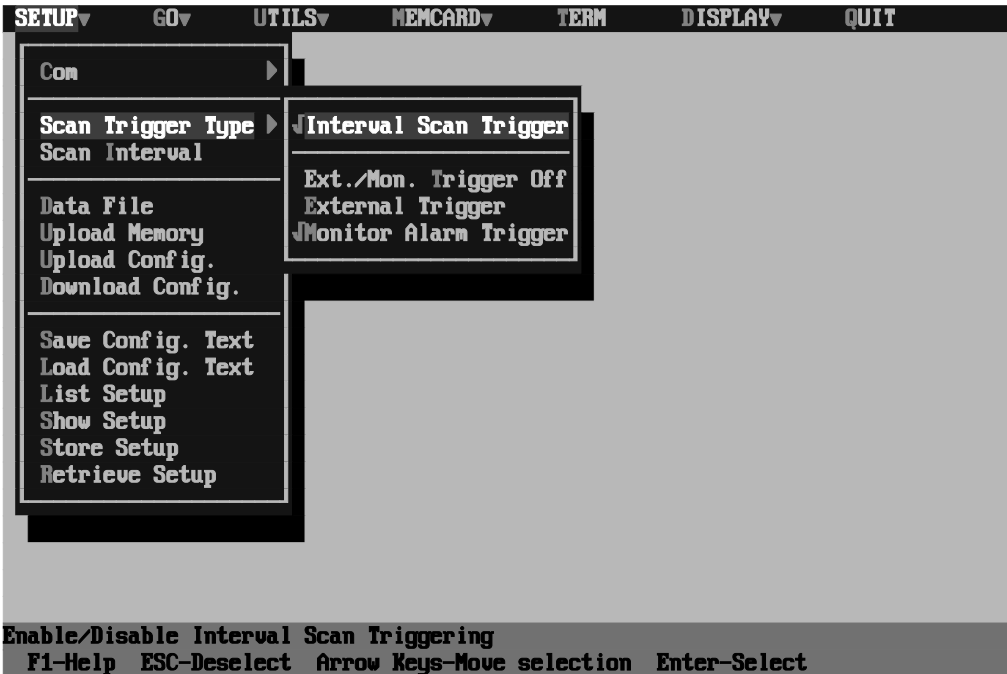 SETUP▼ GO▼ UTILS▼ MEMCARD▼ TERM DISPLAY▼ QUIT
Com ▶
Scan Trigger Type ▶
Scan Interval
Data File
Upload Memory
Upload Config.
Download Config.
Save Config. Text
Load Config. Text
List Setup
Show Setup
Store Setup
Retrieve Setup
√Interval Scan Trigger
Ext./Mon. Trigger Off
External Trigger
√Monitor Alarm Trigger
Enable/Disable Interval Scan Triggering
F1-Help ESC-Deselect Arrow Keys-Move selection Enter-Select